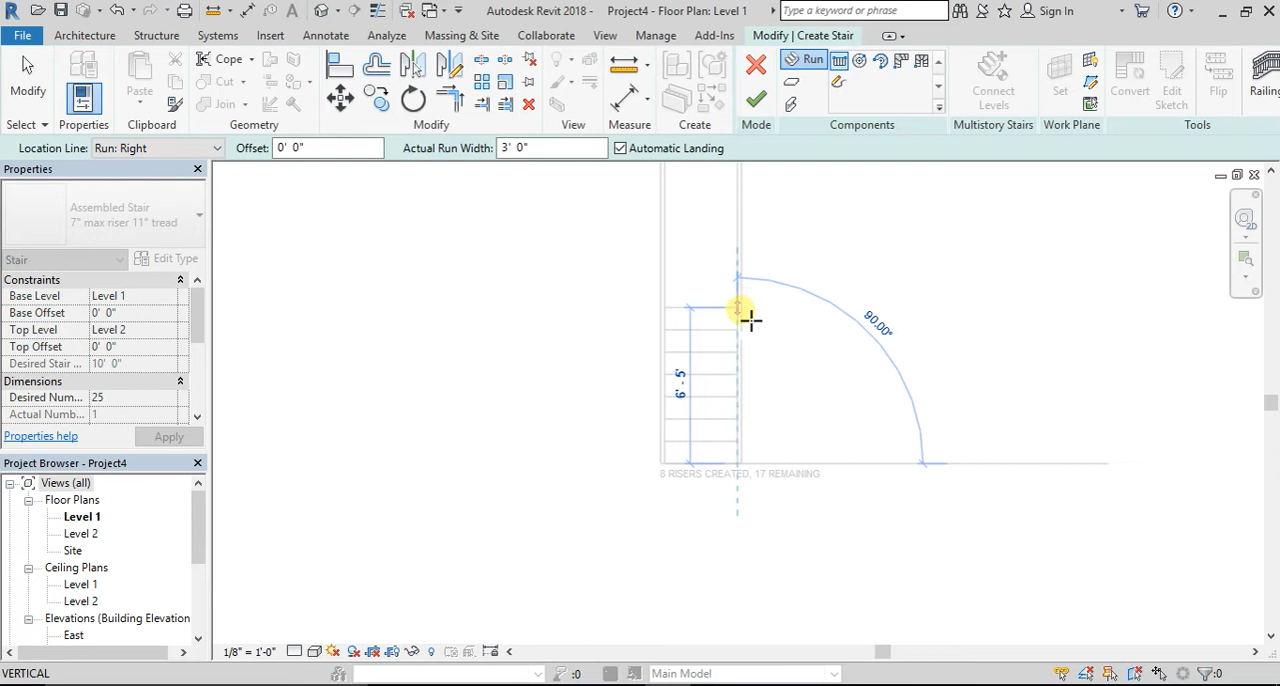 Autodesk Revit 2018 - Project4 - Floor Plan: Level 1
Type a keyword or phrase
Sign In
File Architecture Structure Systems Insert Annotate Analyze Massing & Site Collaborate View Manage Add-Ins Modify | Create Stair
Modify
Select
Properties
Paste
Clipboard
Cope
Cut
Join
Geometry
Modify
View
Measure
Create
Mode
Run
Components
Connect Levels
Multistory Stairs
Set
Work Plane
Convert
Edit Sketch
Flip
Railing
Tools
Location Line: Run: Right Offset: 0' 0" Actual Run Width: 3' 0" Automatic Landing
Properties
Assembled Stair
7" max riser 11" tread
Stair Edit Type
Constraints
Base Level Level 1
Base Offset 0' 0"
Top Level Level 2
Top Offset 0' 0"
Desired Stair ... 10' 0"
Dimensions
Desired Num... 25
Actual Numb... 1
Properties help Apply
Project Browser - Project4
Views (all)
Floor Plans
Level 1
Level 2
Site
Ceiling Plans
Level 1
Level 2
Elevations (Building Elevation
East
6' - 5"
90.00°
8 RISERS CREATED, 17 REMAINING
2D
1/8" = 1'-0"
VERTICAL
:0
Main Model
:0